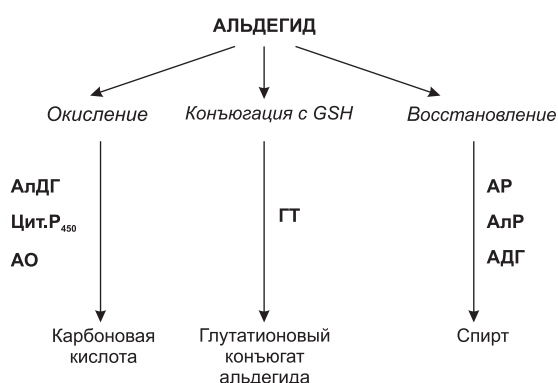 АЛЬДЕГИД
Окисление
Конъюгация с GSH
Восстановление
АлДГ
Цит.P450
АО
ГТ
АР
АлР
АДГ
Карбоновая
кислота
Глутатионовый
конъюгат
альдегида
Спирт